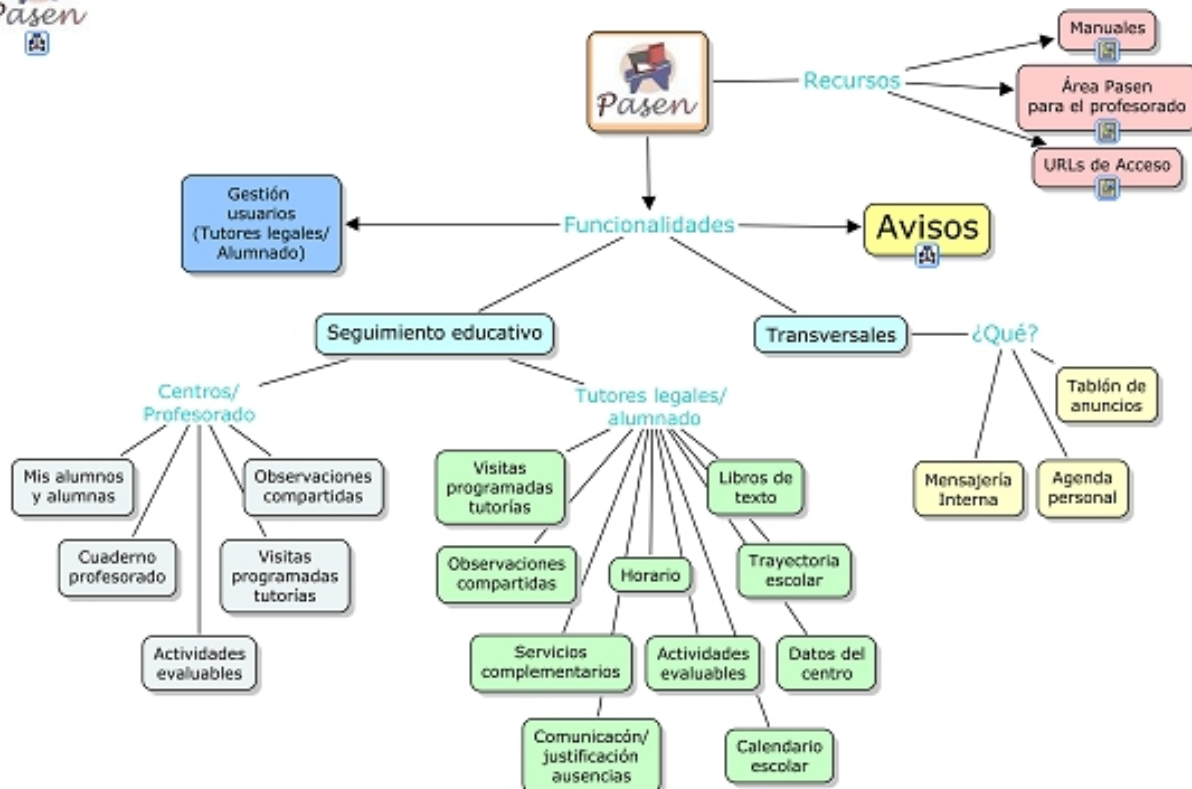 Pasen
Pasen
Recursos
Manuales
Área Pasen
para el profesorado
URLs de Acceso
Gestión
usuarios
(Tutores legales/
Alumnado)
Funcionalidades
Avisos
Seguimiento educativo
Transversales
¿Qué?
Tablón de
anuncios
Mensajería
Interna
Agenda
personal
Centros/
Profesorado
Mis alumnos
y alumnas
Observaciones
compartidas
Cuaderno
profesorado
Visitas
programadas
tutorías
Actividades
evaluables
Tutores legales/
alumnado
Visitas
programadas
tutorías
Libros de
texto
Observaciones
compartidas
Horario
Trayectoria
escolar
Servicios
complementarios
Actividades
evaluables
Datos del
centro
Comunicacón/
justificación
ausencias
Calendario
escolar